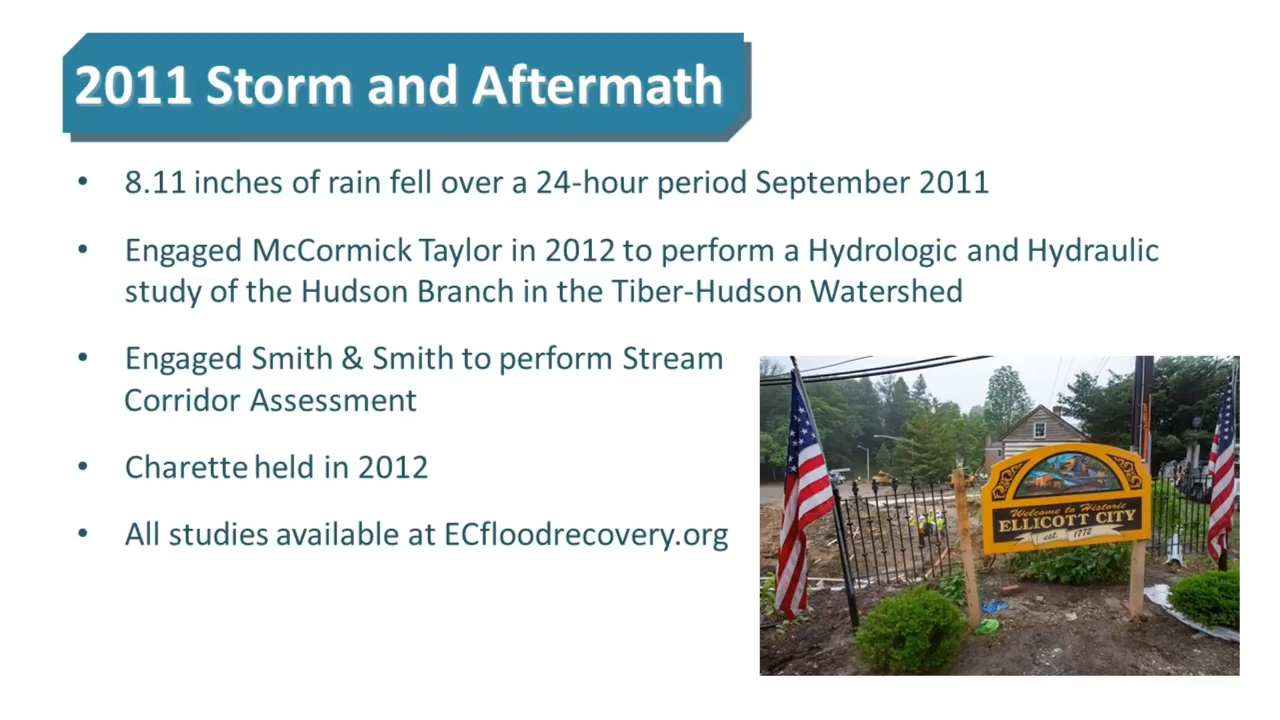 2011 Storm and Aftermath
• 8.11 inches of rain fell over a 24-hour period September 2011
• Engaged McCormick Taylor in 2012 to perform a Hydrologic and Hydraulic
study of the Hudson Branch in the Tiber-Hudson Watershed
• Engaged Smith & Smith to perform Stream
Corridor Assessment
• Charette held in 2012
• All studies available at ECfloodrecovery.org
Welcome to Historic
ELLICOTT CITY
est. 1772